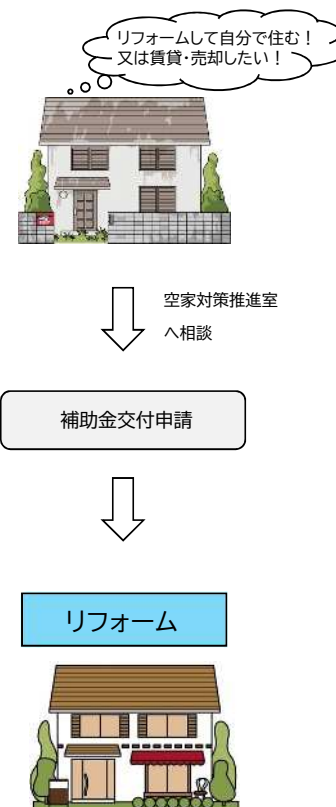 リフォームして自分で住む！
又は賃貸・売却したい！
空家対策推進室
へ相談
補助金交付申請
リフォーム